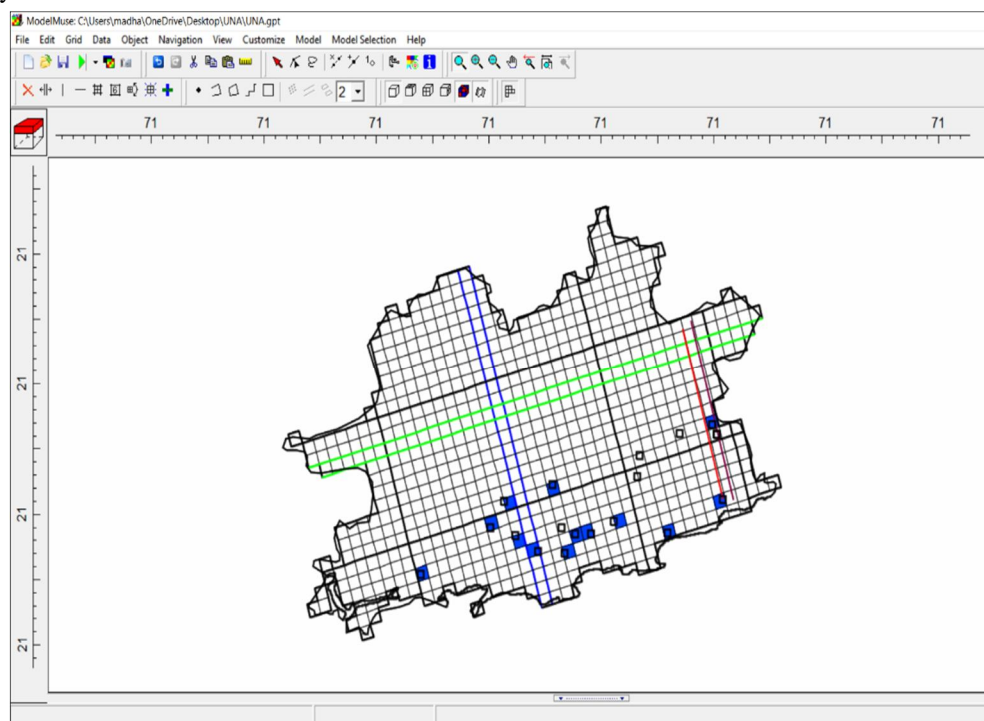 y
ModelMuse: C:\Users\madha\OneDrive\Desktop\UNA\UNA.gpt
File Edit Grid Data Object Navigation View Customize Model Model Selection Help
2
71 71 71 71 71 71 71 71
21
21
21
21